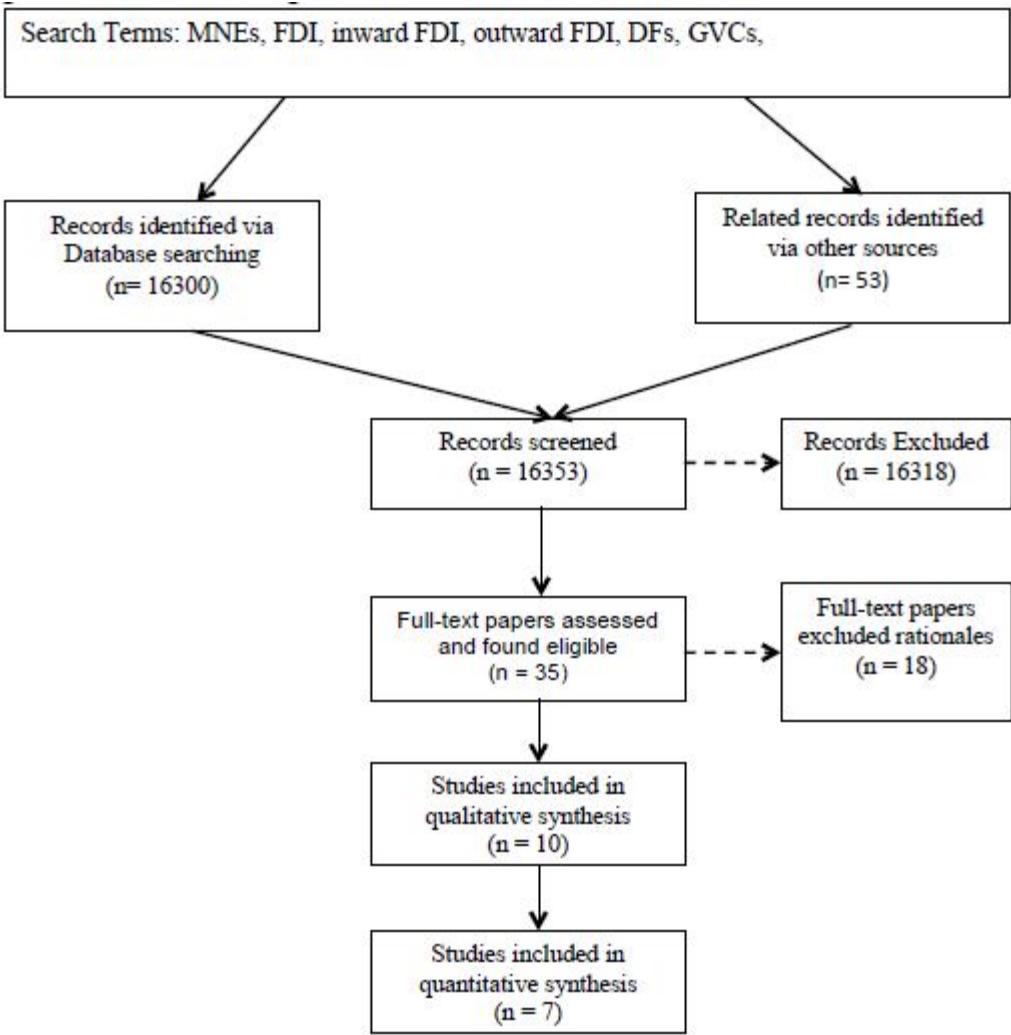 Search Terms: MNEs, FDI, inward FDI, outward FDI, DFs, GVCs,
Records identified via
Database searching
(n= 16300)
Related records identified
via other sources
(n= 53)
Records screened
(n = 16353)
Records Excluded
(n = 16318)
Full-text papers assessed
and found eligible
(n = 35)
Full-text papers
excluded rationales
(n = 18)
Studies included in
qualitative synthesis
(n = 10)
Studies included in
quantitative synthesis
(n = 7)